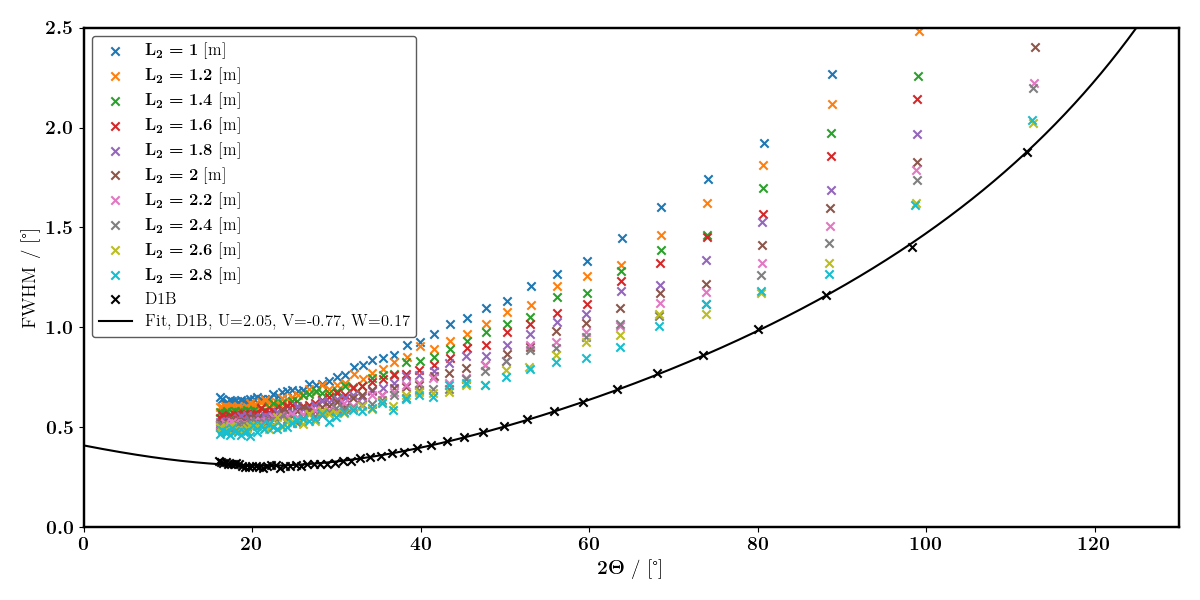 2.5
2.0
1.5
1.0
0.5
0.0
FWHM / [°]
L₂ = 1 [m]
L₂ = 1.2 [m]
L₂ = 1.4 [m]
L₂ = 1.6 [m]
L₂ = 1.8 [m]
L₂ = 2 [m]
L₂ = 2.2 [m]
L₂ = 2.4 [m]
L₂ = 2.6 [m]
L₂ = 2.8 [m]
D1B
Fit, D1B, U=2.05, V=-0.77, W=0.17
0 20 40 60 80 100 120
2Θ / [°]